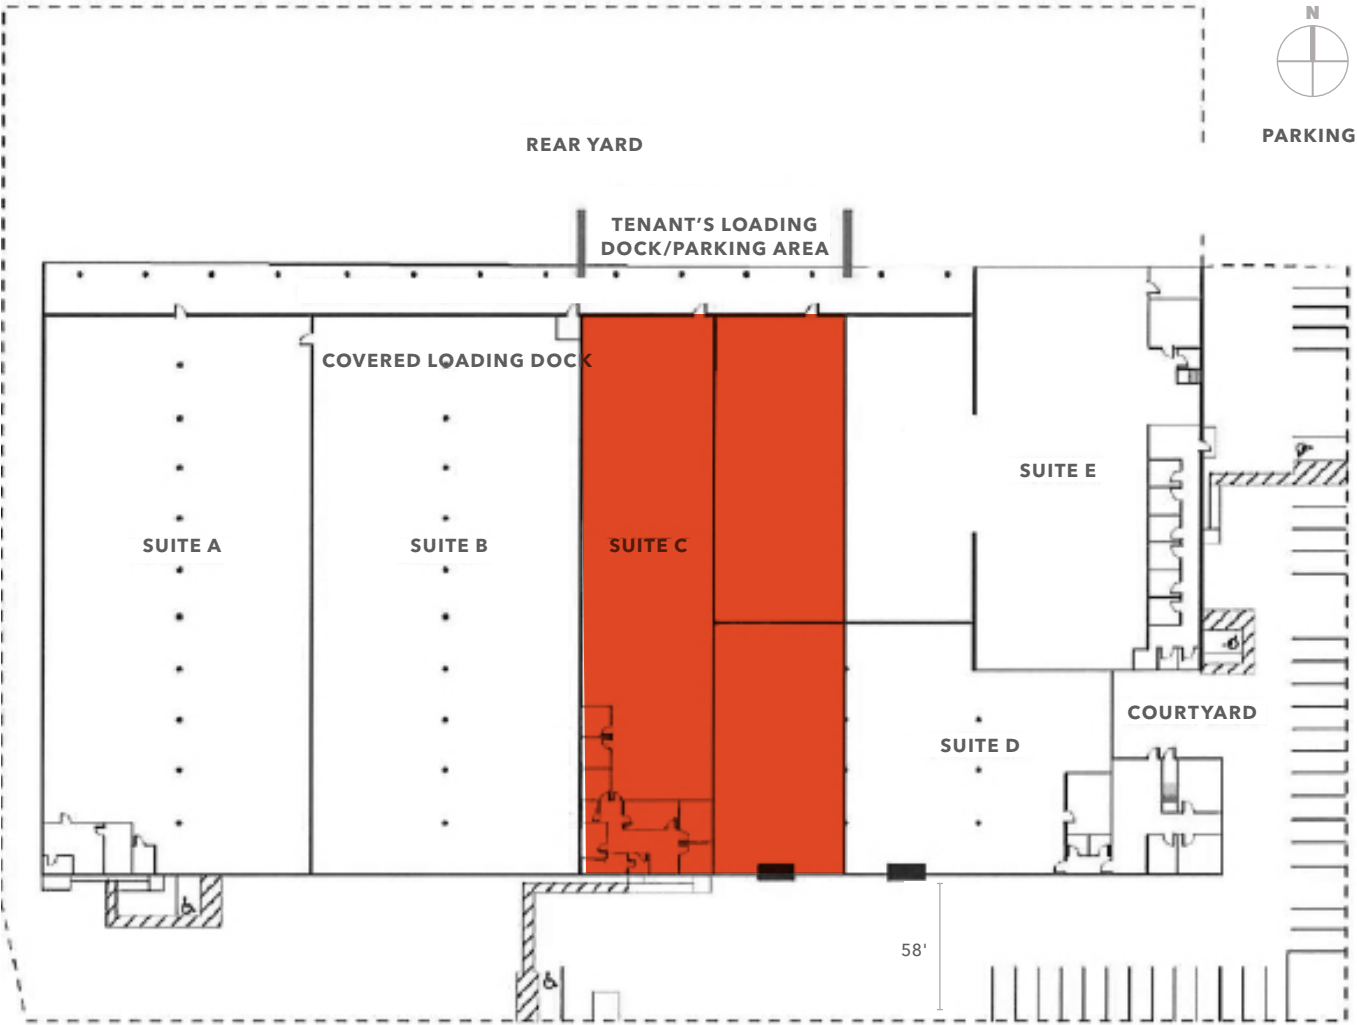 N
PARKING
REAR YARD
TENANT’S LOADING
DOCK/PARKING AREA
COVERED LOADING DOCK
SUITE E
SUITE A
SUITE B
SUITE C
COURTYARD
SUITE D
58'